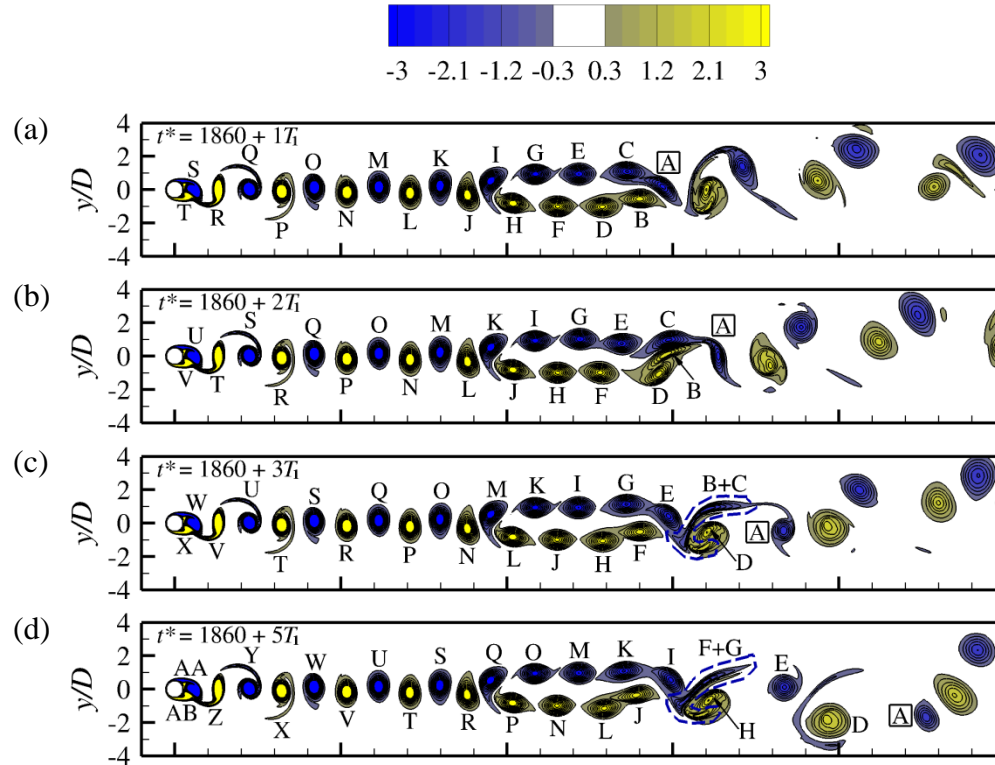 -3 -2.1 -1.2 -0.3 0.3 1.2 2.1 3
(a)
4
2
0
-2
-4
y/D
t* = 1860 + 1T₁
S Q O M K I G E C A
T R P N L J H F D B
(b)
4
2
0
-2
-4
y/D
t* = 1860 + 2T₁
U S Q O M K I G E C A
V T R P N L J H F D B
(c)
4
2
0
-2
-4
y/D
t* = 1860 + 3T₁
W U S Q O M K I G E B+C A
X V T R P N L J H F D
(d)
4
2
0
-2
-4
y/D
t* = 1860 + 5T₁
AA Y W U S Q O M K I F+G E
AB Z X V T R P N L J H D A